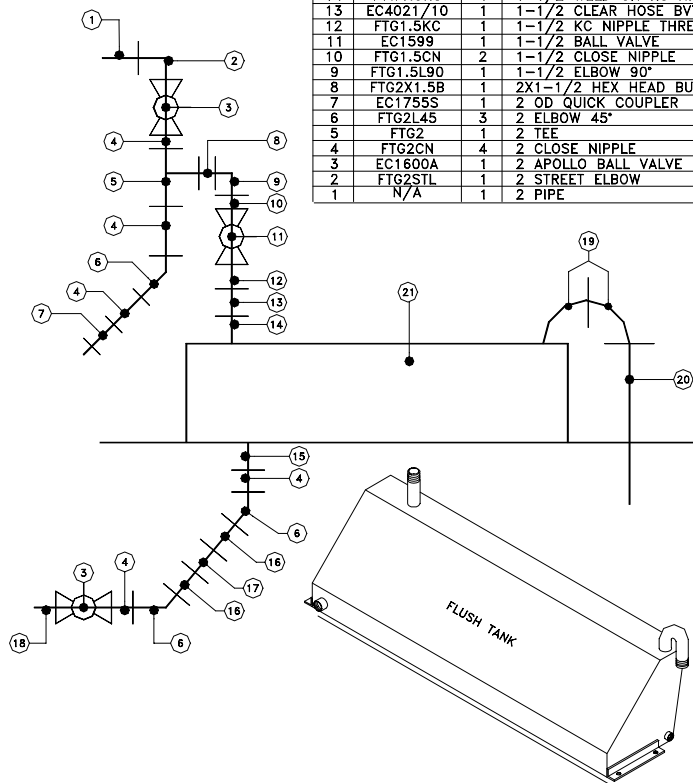 13 EC4021/10 1 1-1/2 CLEAR HOSE
12 FTG1.5KC 1 1-1/2 KC NIPPLE
11 EC1599 1 1-1/2 BALL VALVE
10 FTG1.5CN 2 1-1/2 CLOSE NIPPLE
9 FTG1.5L90 1 1-1/2 ELBOW 90°
8 FTG2X1.5B 1 2X1-1/2 HEX HEAD
7 EC1755S 1 2 OD QUICK COUPLER
6 FTG2L45 3 2 ELBOW 45°
5 FTG2 1 2 TEE
4 FTG2CN 4 2 CLOSE NIPPLE
3 EC1600A 1 2 APOLLO BALL VALVE
2 FTG2STL 1 2 STREET ELBOW
1 N/A 1 2 PIPE
1
2
3
4
8
5
9
10
4
11
6
12
4
13
7
14
19
21
20
15
4
6
16
17
3
4
16
18
6
FLUSH TANK